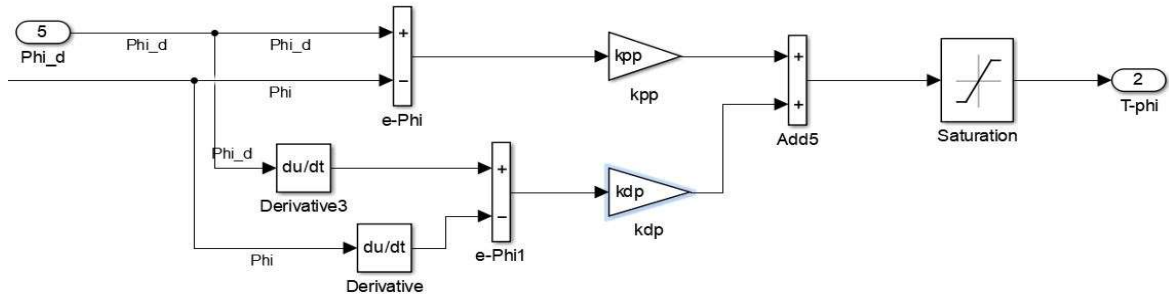 5
Phi_d
Phi_d
Phi_d
Phi
+
−
e-Phi
kpp
kpp
+
+
Add5
Saturation
2
T-phi
Phi_d
du/dt
Derivative3
+
−
e-Phi1
kdp
kdp
Phi
du/dt
Derivative